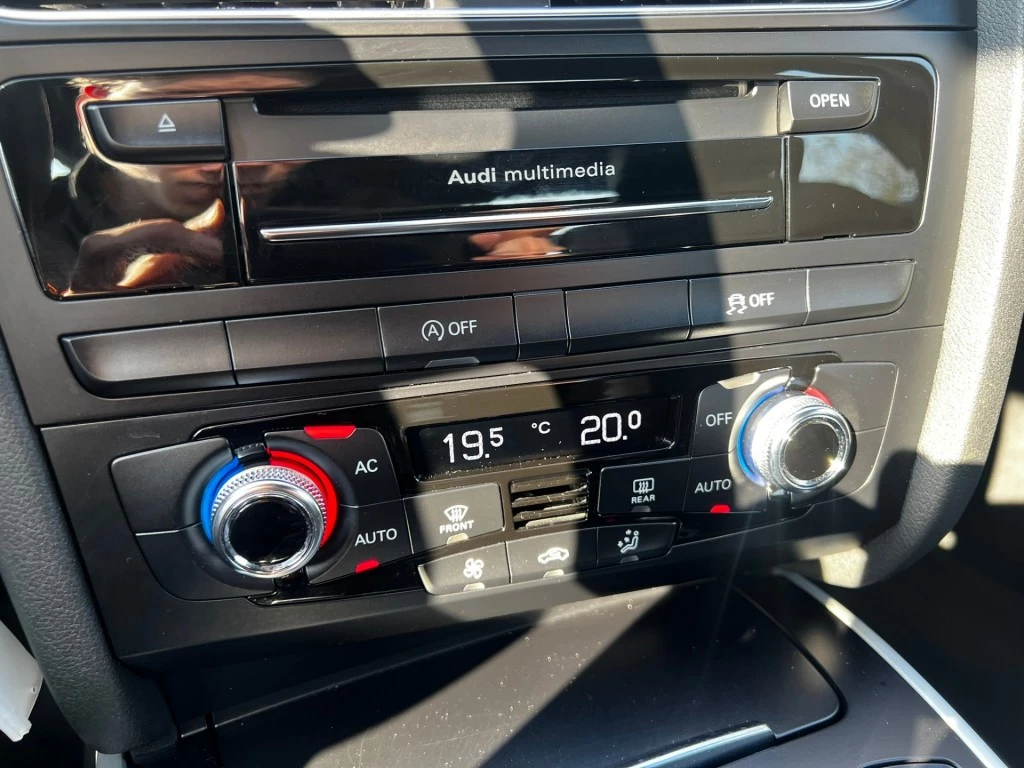 OPEN
Audi multimedia
A OFF
OFF
19.5 °C 20.0
OFF
AC
AUTO
FRONT
REAR
AUTO